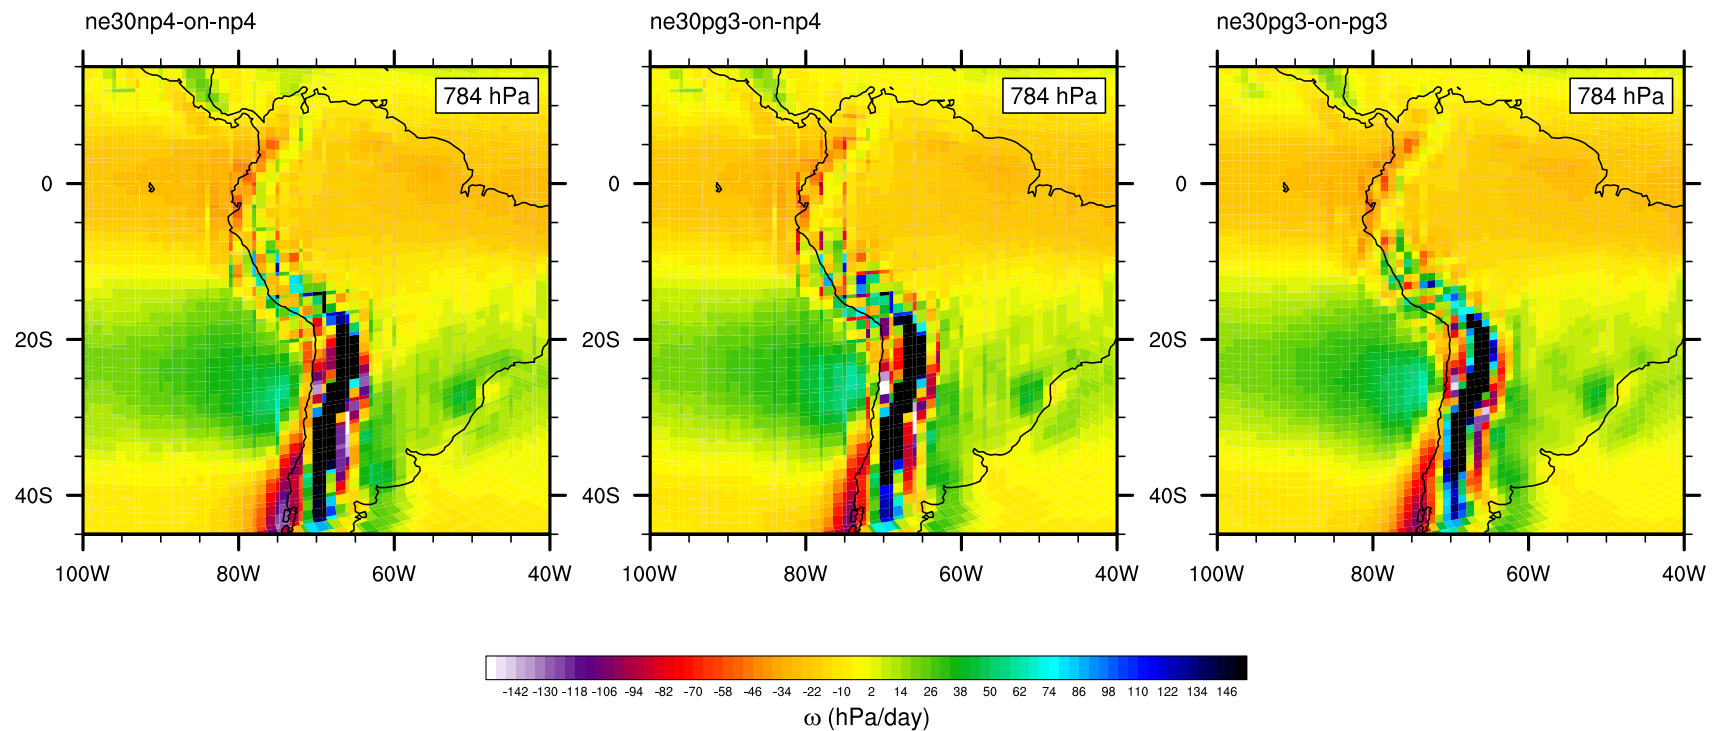 ne30np4-on-np4 ne30pg3-on-np4 ne30pg3-on-pg3
784 hPa 784 hPa 784 hPa
0 0 0
20S 20S 20S
40S 40S 40S
100W 80W 60W 40W 100W 80W 60W 40W 100W 80W 60W 40W
-142 -130 -118 -106 -94 -82 -70 -58 -46 -34 -22 -10 2 14 26 38 50 62 74 86 98 110 122 134 146
ω (hPa/day)